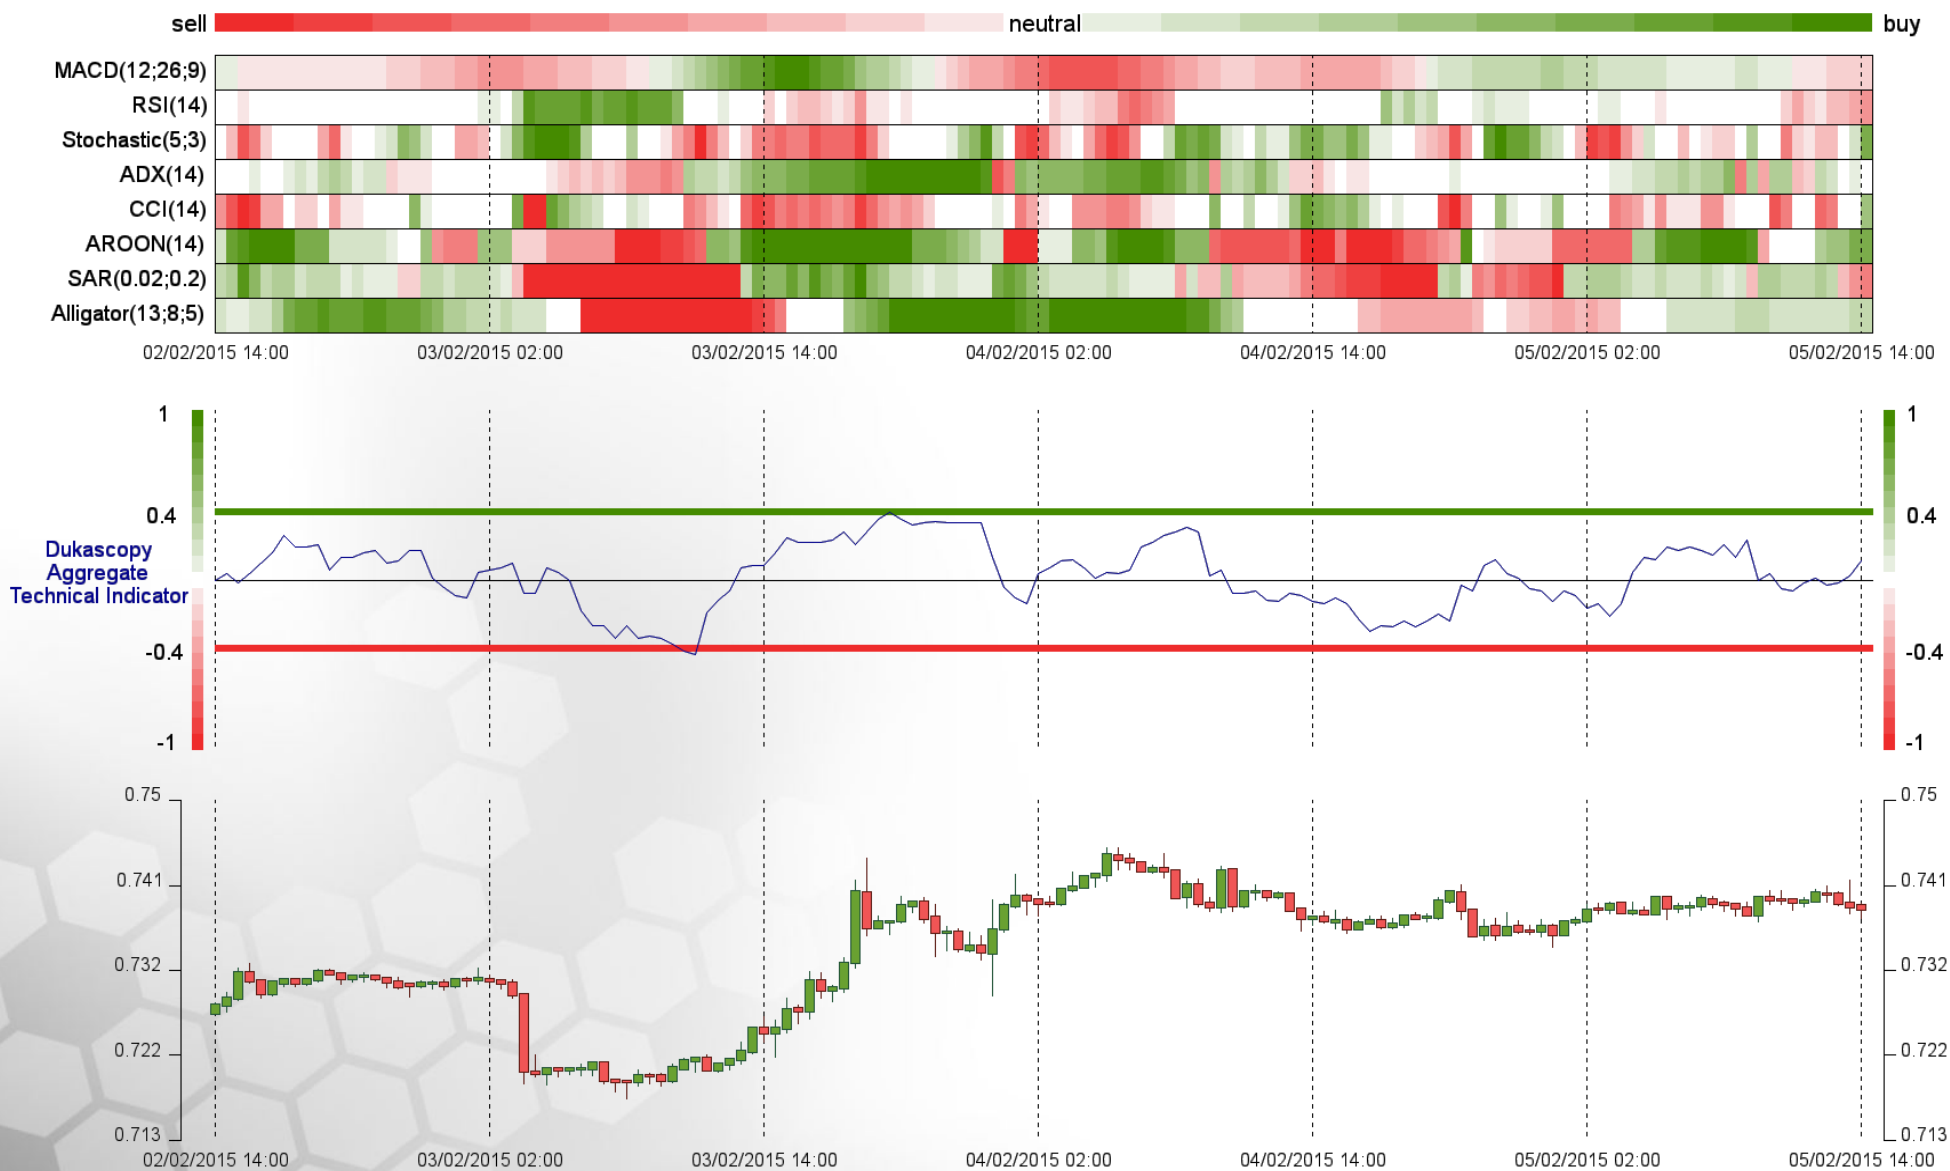 sell neutral buy
MACD(12;26;9)
RSI(14)
Stochastic(5;3)
ADX(14)
CCI(14)
AROON(14)
SAR(0.02;0.2)
Alligator(13;8;5)
02/02/2015 14:00 03/02/2015 02:00 03/02/2015 14:00 04/02/2015 02:00 04/02/2015 14:00 05/02/2015 02:00 05/02/2015 14:00
1 1
0.4 0.4
Dukascopy
Aggregate
Technical Indicator
-0.4 -0.4
-1 -1
0.75 0.75
0.741 0.741
0.732 0.732
0.722 0.722
0.713 0.713
02/02/2015 14:00 03/02/2015 02:00 03/02/2015 14:00 04/02/2015 02:00 04/02/2015 14:00 05/02/2015 02:00 05/02/2015 14:00